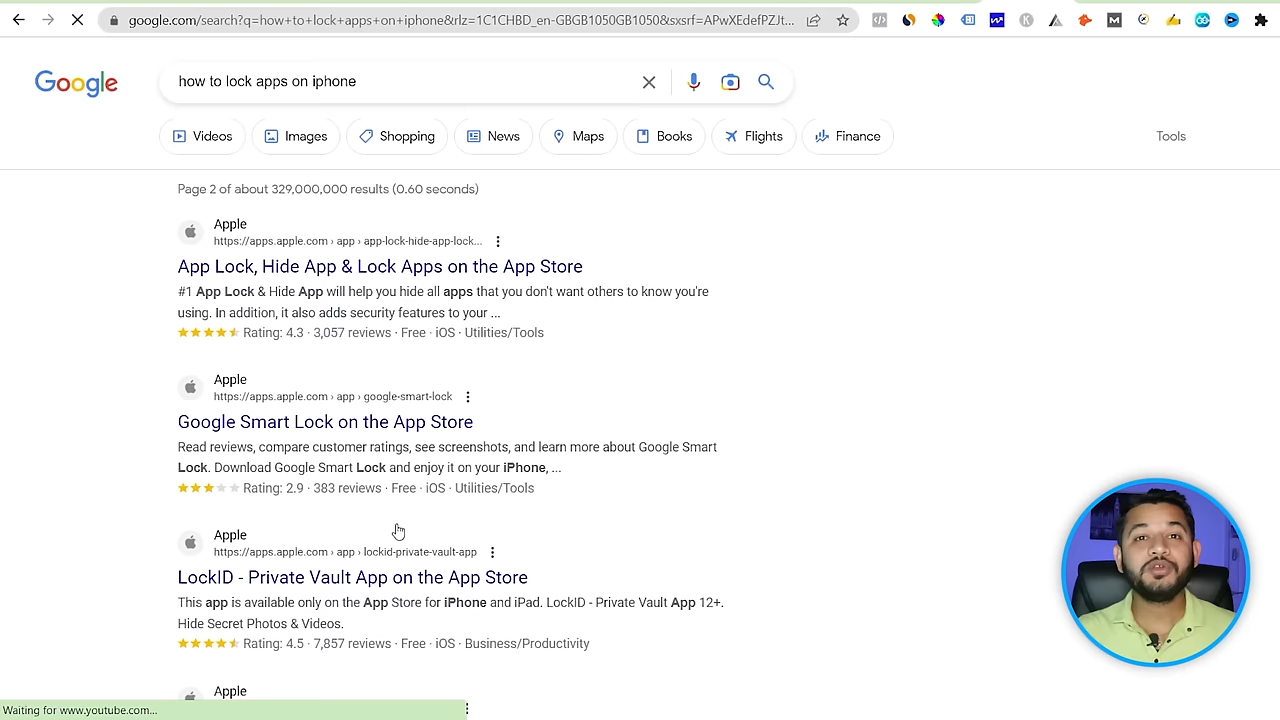 google.com/search?q=how+to+lock+apps+on+iphone&rlz=1C1CHBD_en-GBGB1050GB1050&sxsrf=APwXEdefPZJt...
Google
how to lock apps on iphone
Videos
Images
Shopping
News
Maps
Books
Flights
Finance
Tools
Page 2 of about 329,000,000 results (0.60 seconds)
Apple
https://apps.apple.com › app › app-lock-hide-app-lock...
App Lock, Hide App & Lock Apps on the App Store
#1 App Lock & Hide App will help you hide all apps that you don't want others to know you're
using. In addition, it also adds security features to your ...
Rating: 4.3 · 3,057 reviews · Free · iOS · Utilities/Tools
Apple
https://apps.apple.com › app › google-smart-lock
Google Smart Lock on the App Store
Read reviews, compare customer ratings, see screenshots, and learn more about Google Smart
Lock. Download Google Smart Lock and enjoy it on your iPhone, ...
Rating: 2.9 · 383 reviews · Free · iOS · Utilities/Tools
Apple
https://apps.apple.com › app › lockid-private-vault-app
LockID - Private Vault App on the App Store
This app is available only on the App Store for iPhone and iPad. LockID - Private Vault App 12+.
Hide Secret Photos & Videos.
Rating: 4.5 · 7,857 reviews · Free · iOS · Business/Productivity
Apple
Waiting for www.youtube.com...